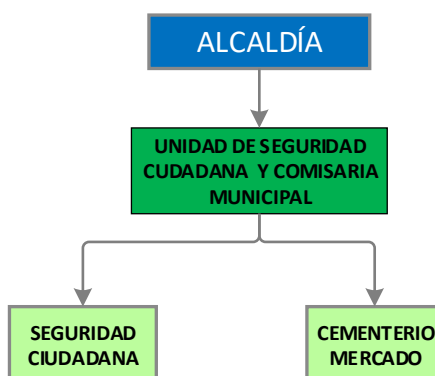 ALCALDÍA
UNIDAD DE SEGURIDAD
CUDADANA Y COMISARIA
MUNICIPAL
SEGURIDAD
CIUDADANA
CEMENTERIO
MERCADO